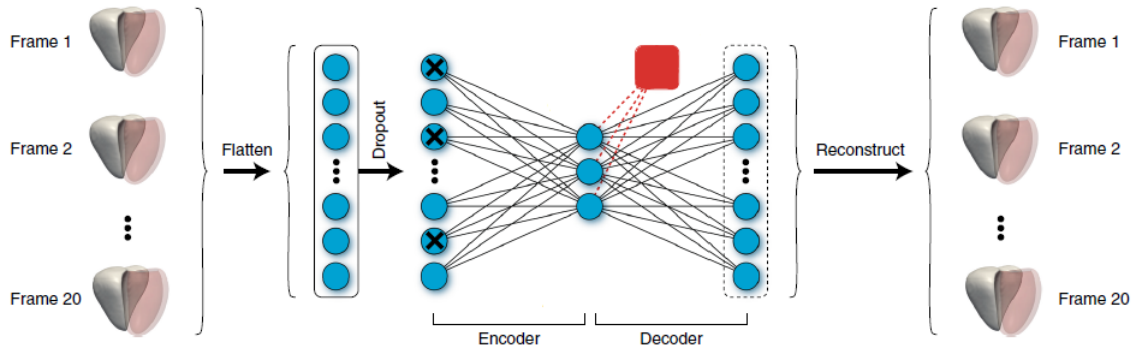 Frame 1
Frame 2
Frame 20
Flatten
Dropout
Encoder
Decoder
Reconstruct
Frame 1
Frame 2
Frame 20